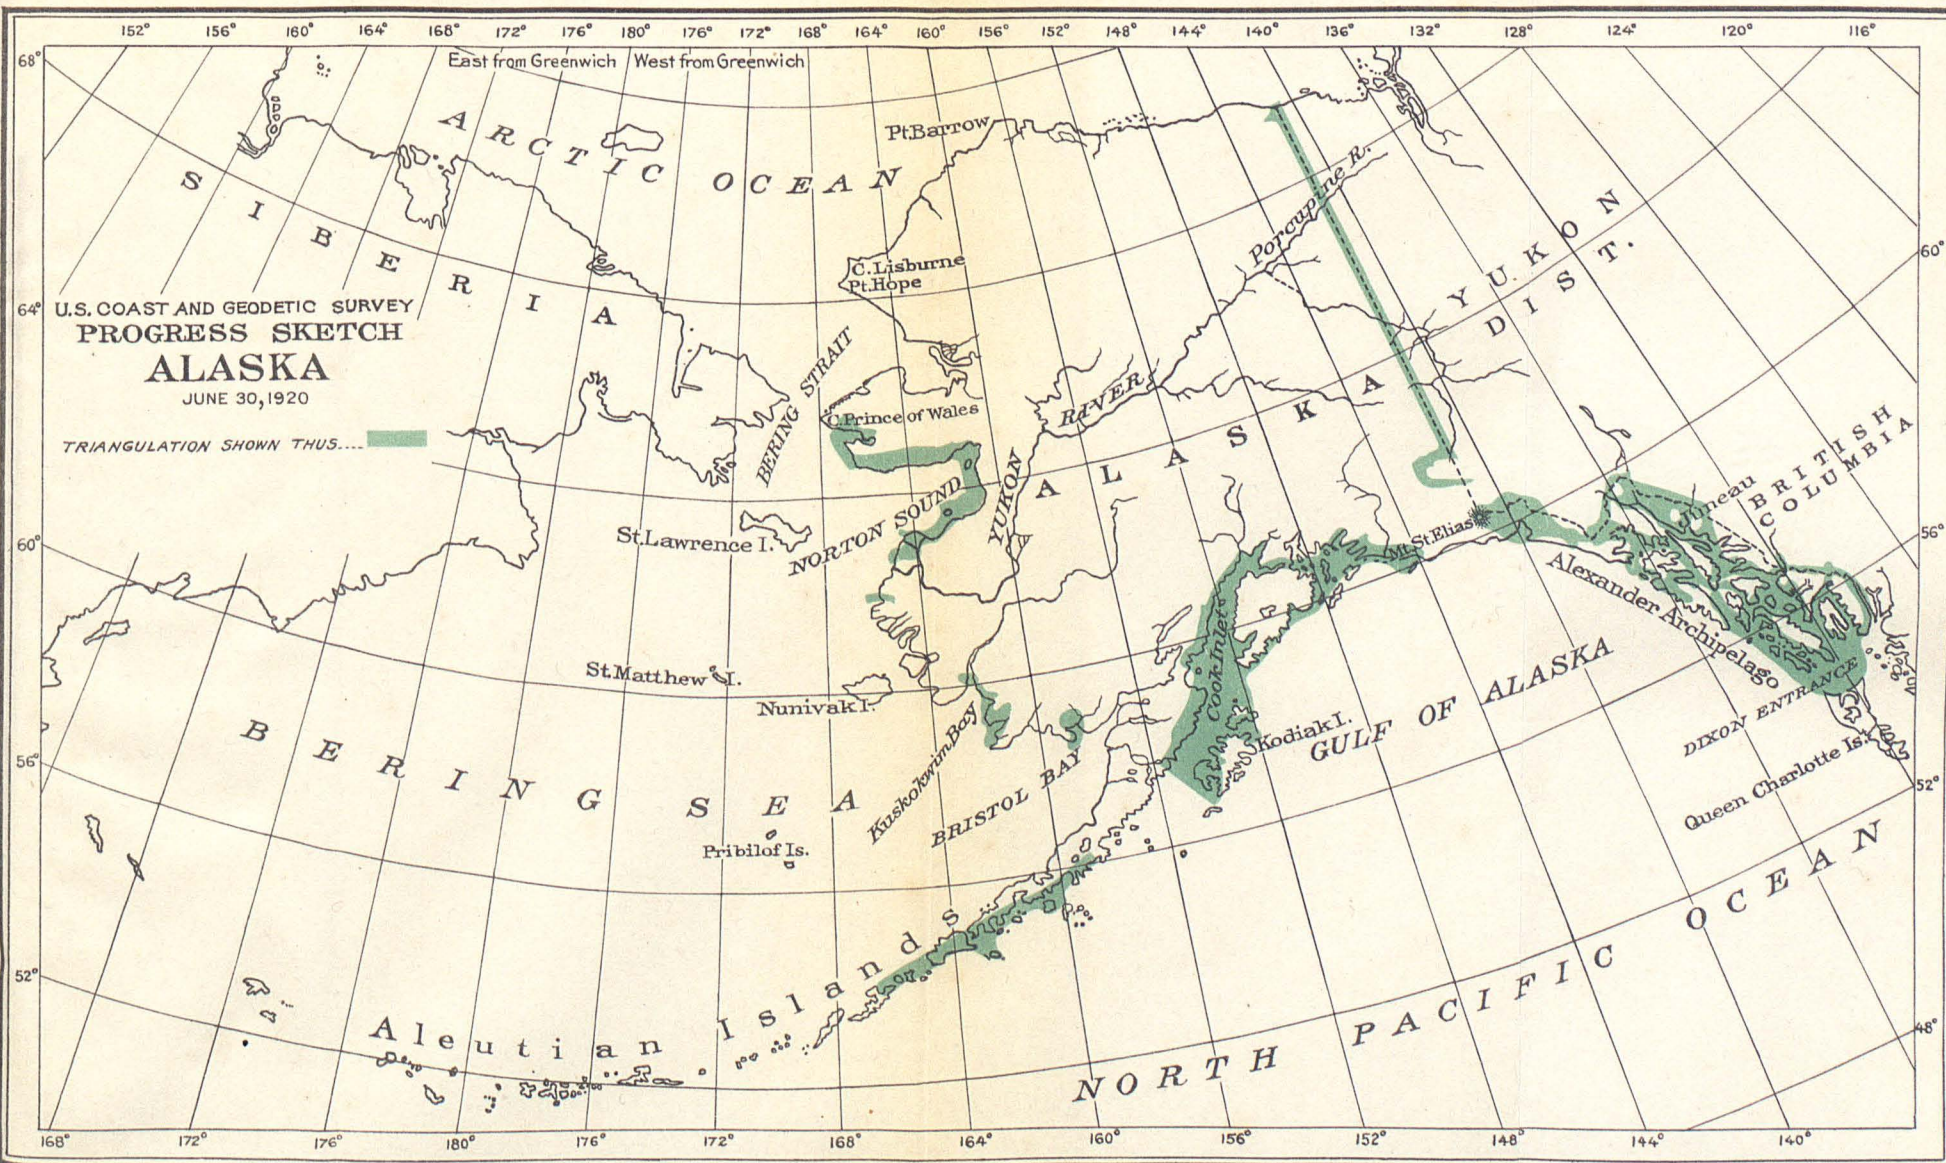 152° 156° 160° 164° 168° 172° 176° 180° 176° 172° 168° 164° 160° 156° 152° 148° 144° 140° 136° 132° 128° 124° 120° 116°
East from Greenwich West from Greenwich
68°
64°
60°
56°
52°
60°
56°
52°
48°
ARCTIC OCEAN
SIBERIA
U.S. COAST AND GEODETIC SURVEY
PROGRESS SKETCH
ALASKA
JUNE 30, 1920
TRIANGULATION SHOWN THUS....
Pt. Barrow
C. Lisburne
Pt. Hope
BERING STRAIT
C. Prince of Wales
NORTON SOUND
St. Lawrence I.
St. Matthew I.
Nunivak I.
YUKON RIVER
Porcupine R.
YUKON
DIST.
ALASKA
BRITISH
COLUMBIA
Juneau
Mt. St. Elias
Alexander Archipelago
DIXON ENTRANCE
Queen Charlotte Is.
Cook Inlet
Kodiak I.
GULF OF ALASKA
Kuskokwim Bay
BRISTOL BAY
BERING SEA
Pribilof Is.
Aleutian Islands
NORTH PACIFIC OCEAN
168° 172° 176° 180° 176° 172° 168° 164° 160° 156° 152° 148° 144° 140°